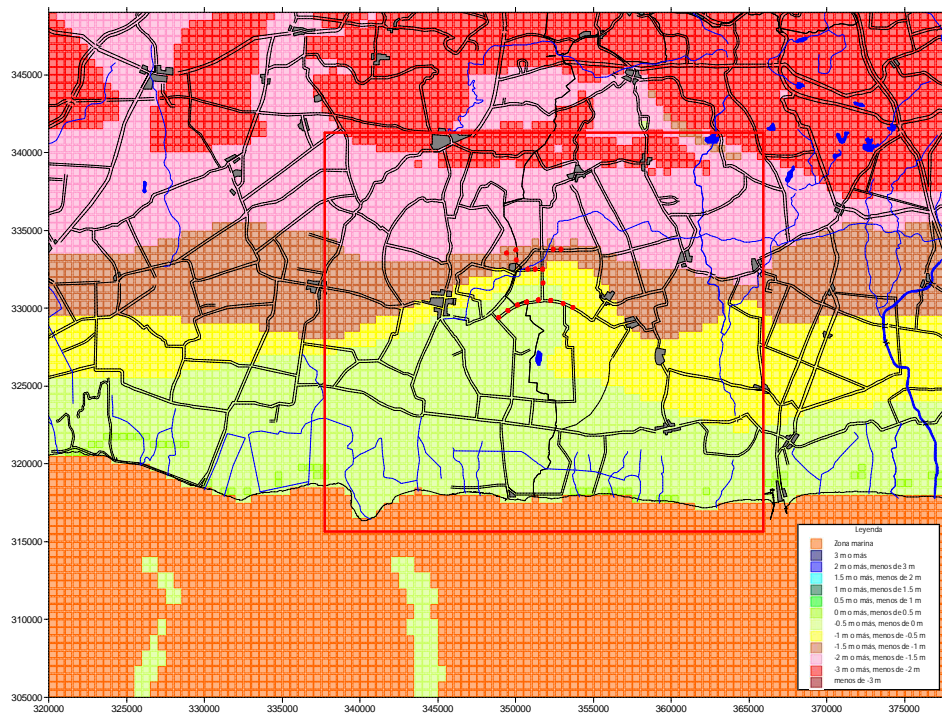 345000
340000
335000
330000
325000
320000
315000
310000
305000
320000 325000 330000 335000 340000 345000 350000 355000 360000 365000 370000 375000
Leyenda
Zona marina
3 m o más
2 m o más, menos de 3 m
1.5 m o más, menos de 2 m
1 m o más, menos de 1.5 m
0.5 m o más, menos de 1 m
0 m o más, menos de 0.5 m
-0.5 m o más, menos de 0 m
-1 m o más, menos de -0.5 m
-1.5 m o más, menos de -1 m
-2 m o más, menos de -1.5 m
-3 m o más, menos de -2 m
menos de -3 m